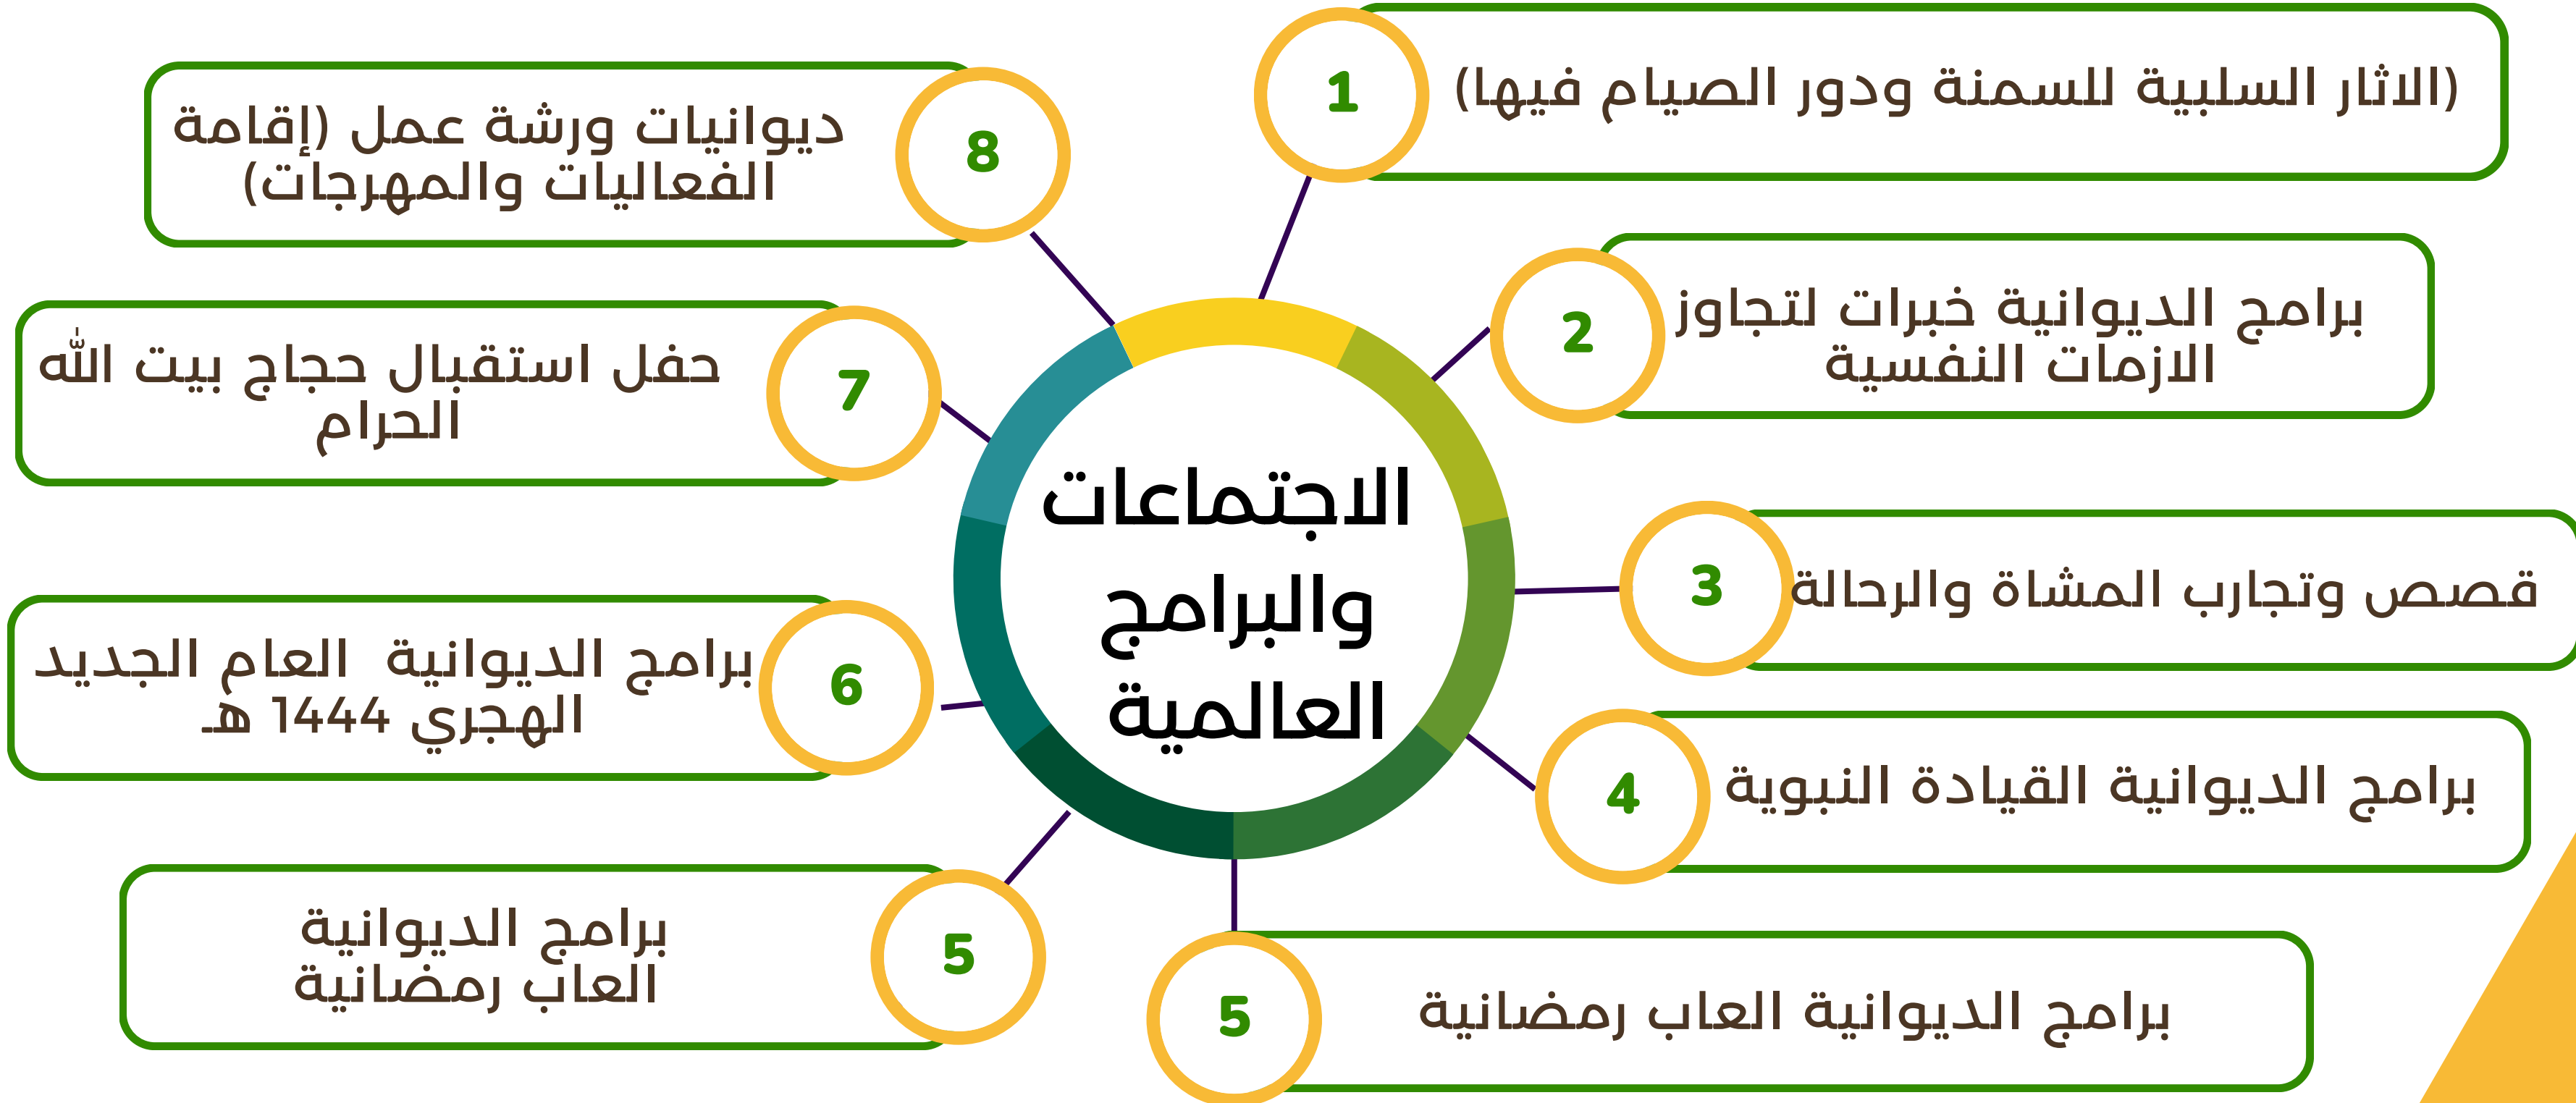 الاجتماعات
والبرامج
العالمية
1
(الاثار السلبية للسمنة ودور الصيام فيها)
2
برامج الديوانية خبرات لتجاوز
الازمات النفسية
3
قصص وتجارب المشاة والرحالة
4
برامج الديوانية القيادة النبوية
5
برامج الديوانية العاب رمضانية
5
برامج الديوانية
العاب رمضانية
6
برامج الديوانية العام الجديد
الهجري 1444 هـ
7
حفل استقبال حجاج بيت الله
الحرام
8
ديوانيات ورشة عمل (إقامة
الفعاليات والمهرجات)